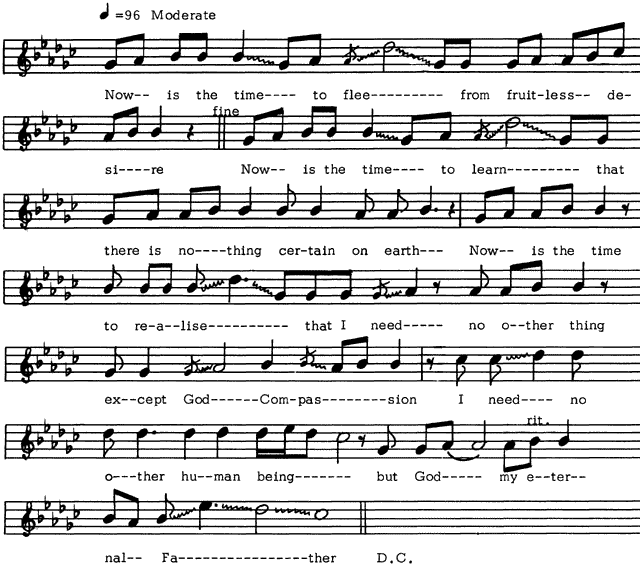 =96 Moderate
Now-- is the time---- to flee--------- from fruit-less-- de-
fine
si----re Now-- is the time---- to learn--------- that
there is no----thing cer-tain on earth--- Now-- is the time
to re-a--lise----------- that I need----- no o--ther thing
ex--cept God------Com-pas--------sion I need---- no
rit.
o---ther hu--man being------- but God----- my e--ter--
nal-- Fa----------------ther D.C.